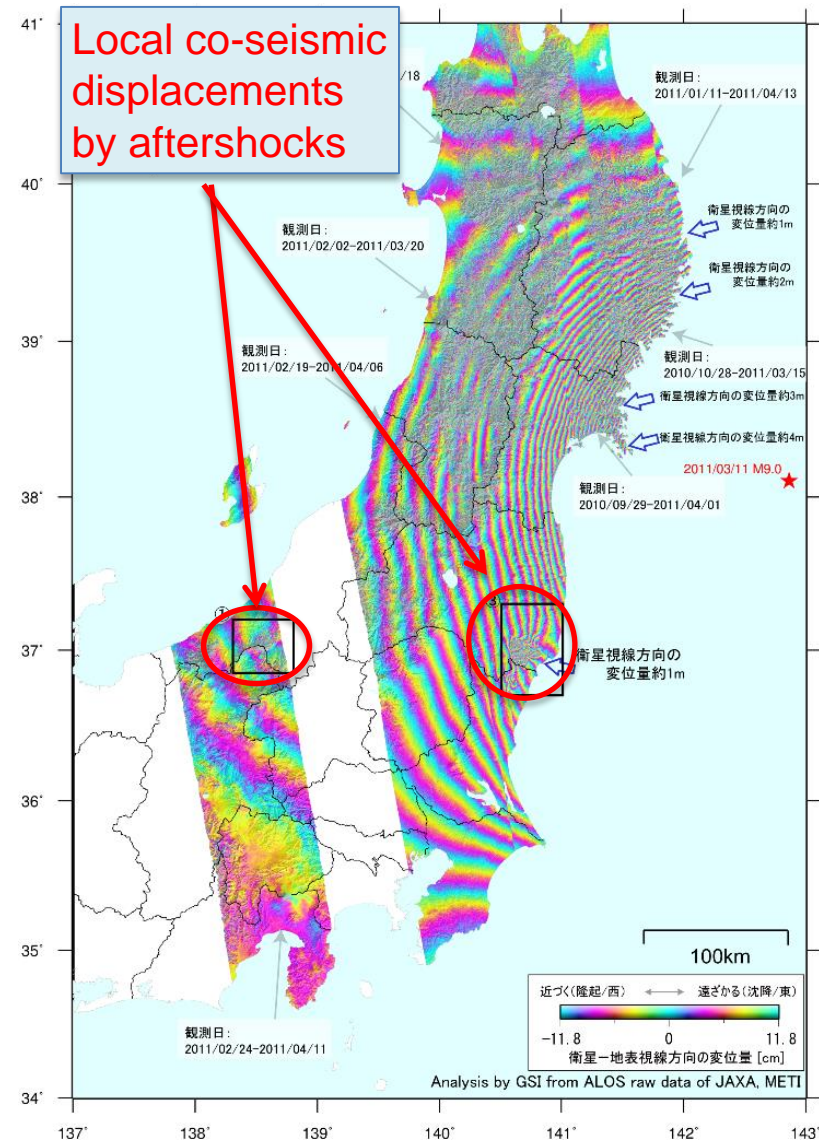 Local co-seismic
displacements
by aftershocks
/18
観測日:
2011/01/11-2011/04/13
衛星視線方向の
変位量約1m
観測日:
2011/02/02-2011/03/20
衛星視線方向の
変位量約2m
観測日:
2011/02/19-2011/04/06
観測日:
2010/10/28-2011/03/15
衛星視線方向の変位量約3m
衛星視線方向の変位量約4m
2011/03/11 M9.0
観測日:
2010/09/29-2011/04/01
①
③
衛星視線方向の
変位量約1m
観測日:
2011/02/24-2011/04/11
100km
近づく(隆起/西) 遠ざかる(沈降/東)
-11.8 0 11.8
衛星ー地表視線方向の変位量 [cm]
Analysis by GSI from ALOS raw data of JAXA, METI
41°
40°
39°
38°
37°
36°
35°
34°
137° 138° 139° 140° 141° 142° 143°